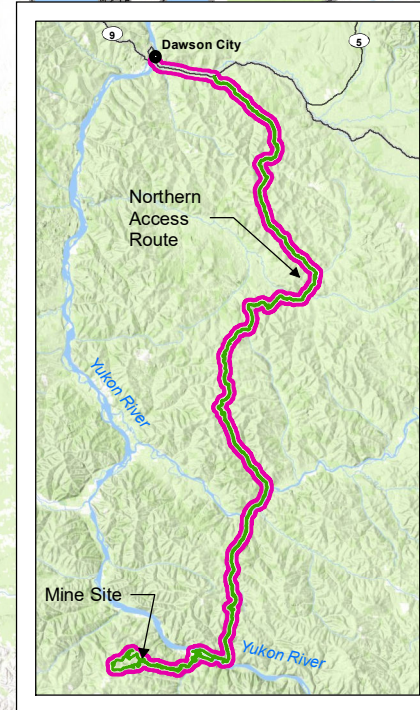 9
Dawson City
5
Northern
Access
Route
Yukon River
Mine Site
Yukon River